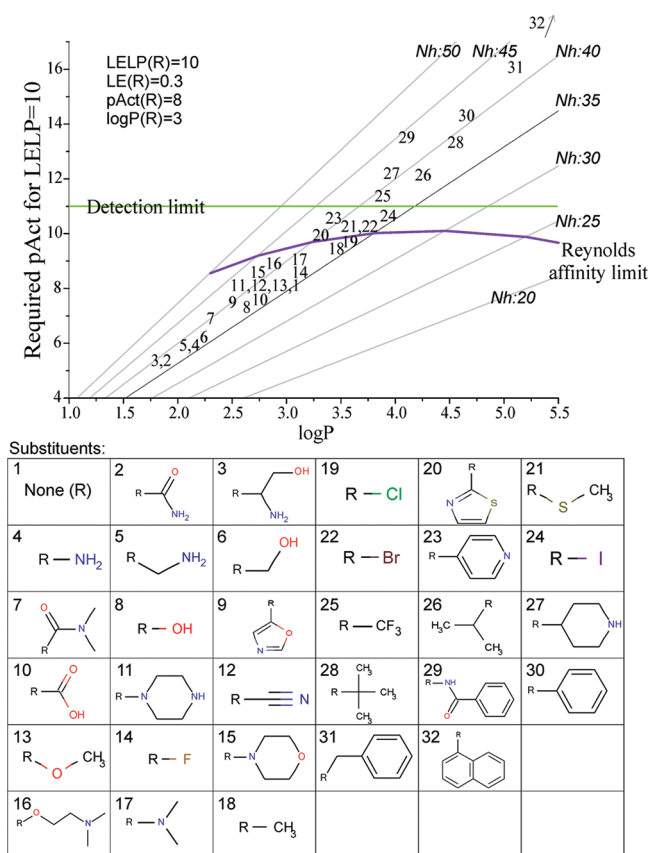 32
Nh:50 Nh:45 Nh:40
LELP(R)=10
LE(R)=0.3
pAct(R)=8
logP(R)=3
31
14
30
28
29
Nh:35
27 26
25
Nh:30
Detection limit
23 24
21,22
20
19
18
Nh:25
Reynolds
affinity limit
16 17
15 14
11,12,13,1
10
9 8
Nh:20
7
6
5,4
3,2
16
14
12
10
8
6
4
Required pAct for LELP=10
1.0 1.5 2.0 2.5 3.0 3.5 4.0 4.5 5.0 5.5
logP
Substituents:
1 None (R)
2 R O NH2
3 R OH NH2
19 R Cl
20 R N S
21 R S CH3
4 R NH2
5 R NH2
6 R OH
22 R Br
23 R N
24 R I
7 O N R
8 R OH
9 R O N
25 R CF3
26 R H3C CH3
27 R NH
10 R O OH
11 R N NH
12 R N
28 R CH3 CH3 CH3
29 R NH O
30 R
13 R O CH3
14 R F
15 R N O
31 R
32 R
16 R O N
17 R N
18 R CH3